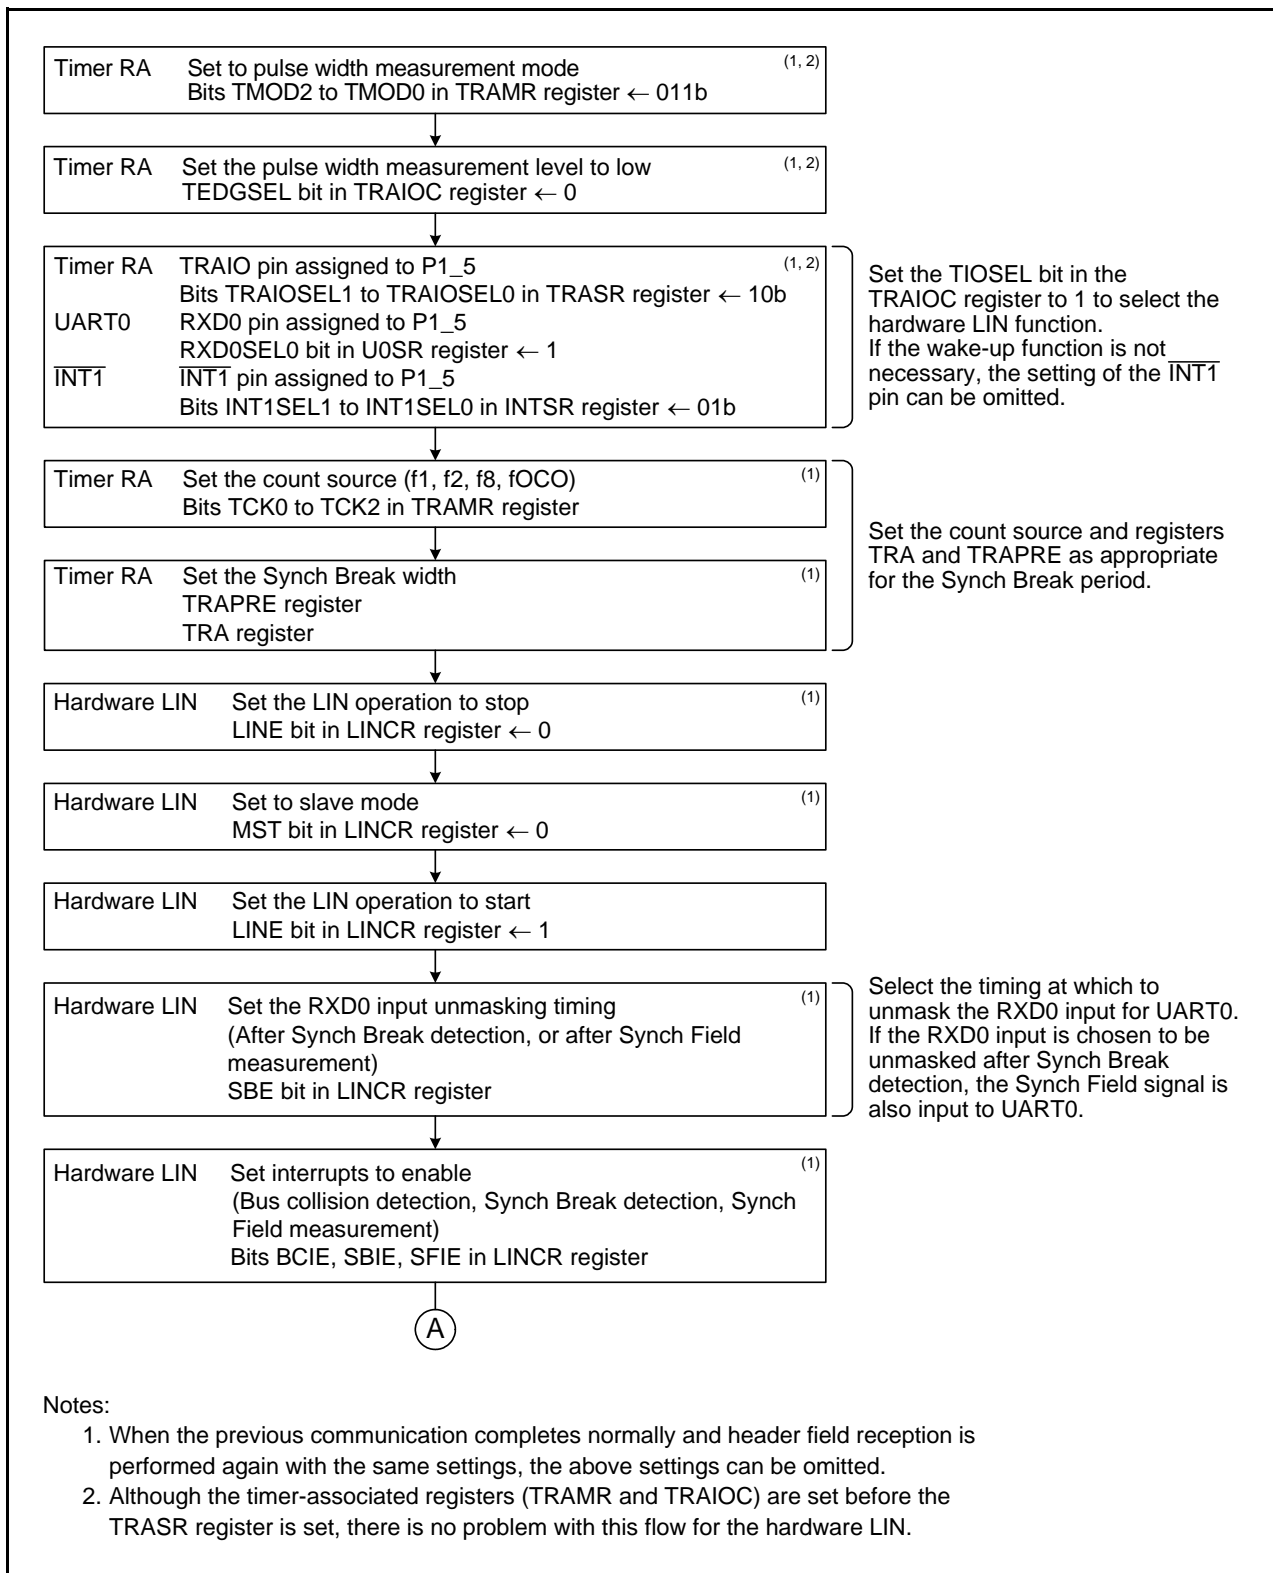 Timer RA Set to pulse width measurement mode (1, 2)
Bits TMOD2 to TMOD0 in TRAMR register ← 011b
Timer RA Set the pulse width measurement level to low (1, 2)
TEDGSEL bit in TRAIOC register ← 0
Timer RA TRAIO pin assigned to P1_5 (1, 2)
Bits TRAIOSEL1 to TRAIOSEL0 in TRASR register ← 10b
UART0 RXD0 pin assigned to P1_5
RXD0SEL0 bit in U0SR register ← 1
INT1 INT1 pin assigned to P1_5
Bits INT1SEL1 to INT1SEL0 in INTSR register ← 01b
Set the TIOSEL bit in the
TRAIOC register to 1 to select the
hardware LIN function.
If the wake-up function is not
necessary, the setting of the INT1
pin can be omitted.
Timer RA Set the count source (f1, f2, f8, fOCO) (1)
Bits TCK0 to TCK2 in TRAMR register
Timer RA Set the Synch Break width (1)
TRAPRE register
TRA register
Set the count source and registers
TRA and TRAPRE as appropriate
for the Synch Break period.
Hardware LIN Set the LIN operation to stop (1)
LINE bit in LINCR register ← 0
Hardware LIN Set to slave mode (1)
MST bit in LINCR register ← 0
Hardware LIN Set the LIN operation to start
LINE bit in LINCR register ← 1
Hardware LIN Set the RXD0 input unmasking timing (1)
(After Synch Break detection, or after Synch Field
measurement)
SBE bit in LINCR register
Select the timing at which to
unmask the RXD0 input for UART0.
If the RXD0 input is chosen to be
unmasked after Synch Break
detection, the Synch Field signal is
also input to UART0.
Hardware LIN Set interrupts to enable (1)
(Bus collision detection, Synch Break detection, Synch
Field measurement)
Bits BCIE, SBIE, SFIE in LINCR register
A
Notes:
1. When the previous communication completes normally and header field reception is
performed again with the same settings, the above settings can be omitted.
2. Although the timer-associated registers (TRAMR and TRAIOC) are set before the
TRASR register is set, there is no problem with this flow for the hardware LIN.